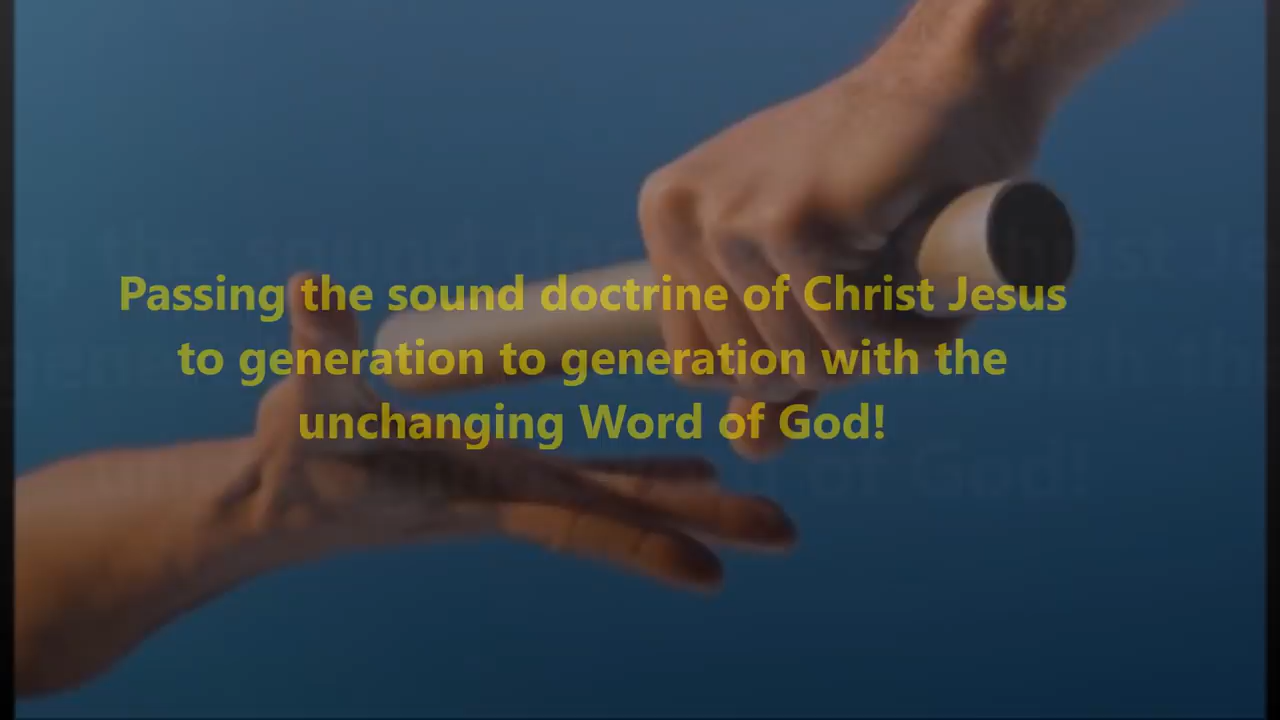 Passing the sound doctrine of Christ Jesus
to generation to generation with the
unchanging Word of God!